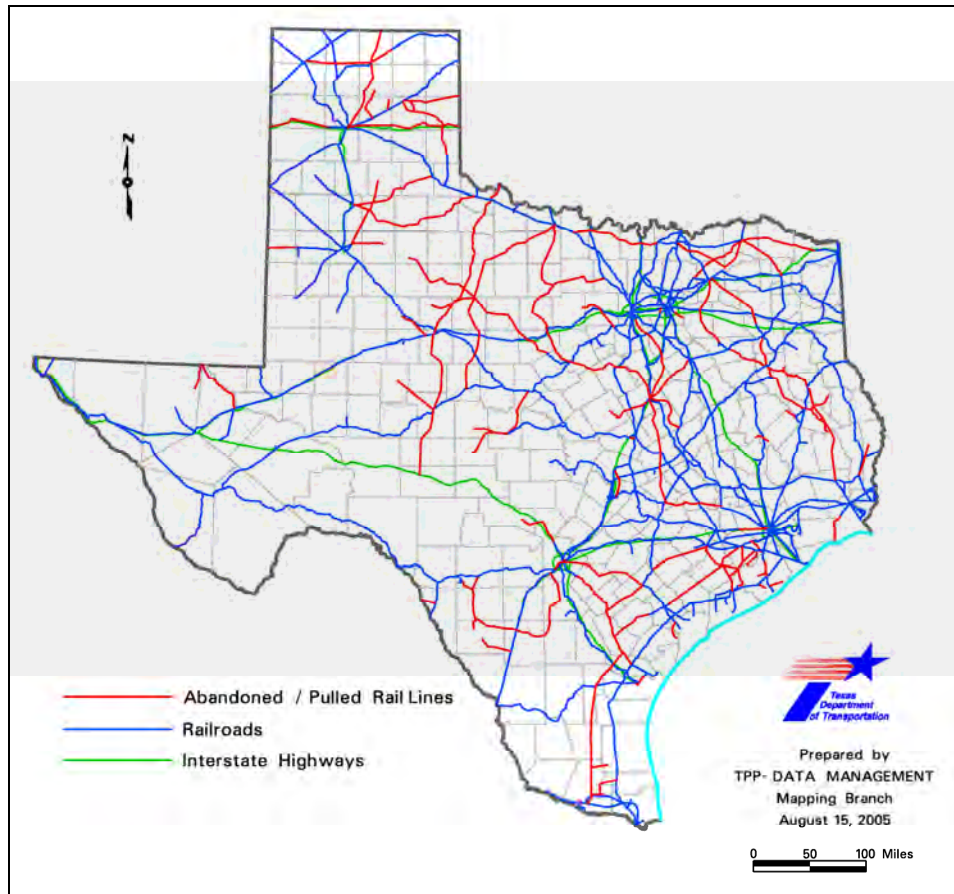 N
Abandoned / Pulled Rail Lines
Railroads
Interstate Highways
Texas
Department
of Transportation
Prepared by
TPP- DATA MANAGEMENT
Mapping Branch
August 15, 2005
0 50 100 Miles